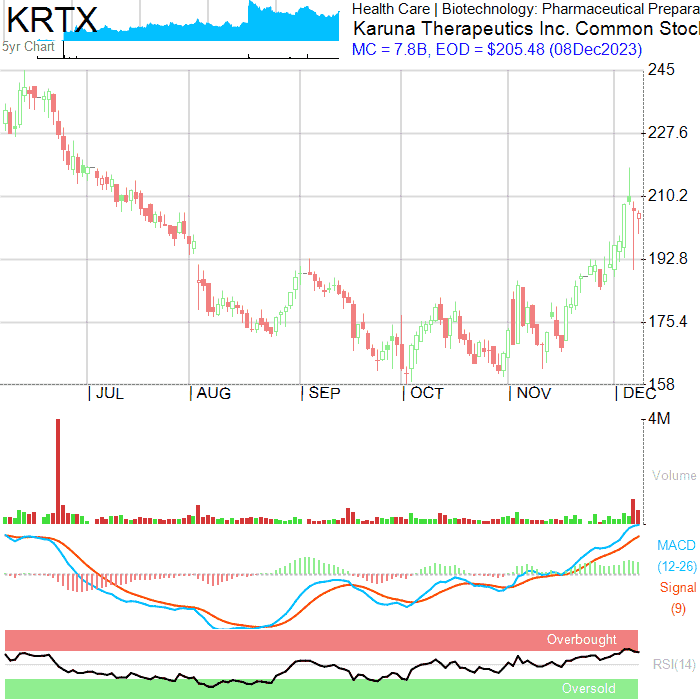 KRTX
5yr Chart
Health Care | Biotechnology: Pharmaceutical Prepara
Karuna Therapeutics Inc. Common Stoc
MC = 7.8B, EOD = $205.48 (08Dec2023)
245
227.6
210.2
192.8
175.4
158
| JUL | AUG | SEP | OCT | NOV | DEC
4M
Volume
MACD
(12-26)
Signal
(9)
Overbought
RSI(14)
Oversold